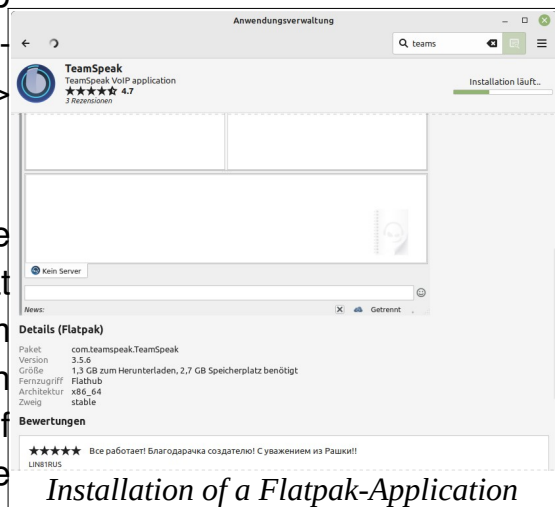 Anwendungsverwaltung
teams
TeamSpeak
TeamSpeak VoIP application
4.7
3 Rezensionen
Installation läuft..
Kein Server
News:
Getrennt
Details (Flatpak)
Paket com.teamspeak.TeamSpeak
Version 3.5.6
Größe 1,3 GB zum Herunterladen, 2,7 GB Speicherplatz benötigt
Fernzugriff Flathub
Architektur x86_64
Zweig stable
Bewertungen
Все работает! Благодарачка создателю! С уважением из Рашки!!
LIN81RUS
Installation of a Flatpak-Application